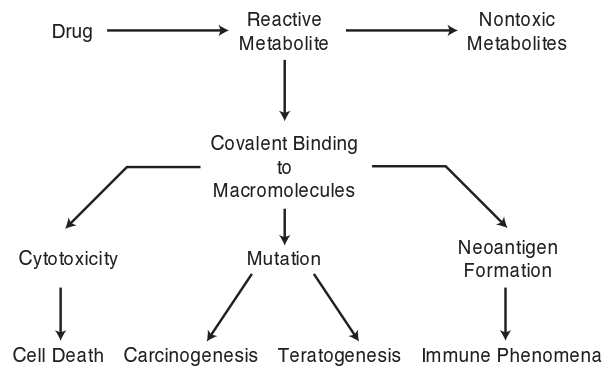 Drug
Reactive
Metabolite
Nontoxic
Metabolites
Covalent Binding
to
Macromolecules
Cytotoxicity
Mutation
Neoantigen
Formation
Cell Death
Carcinogenesis
Teratogenesis
Immune Phenomena